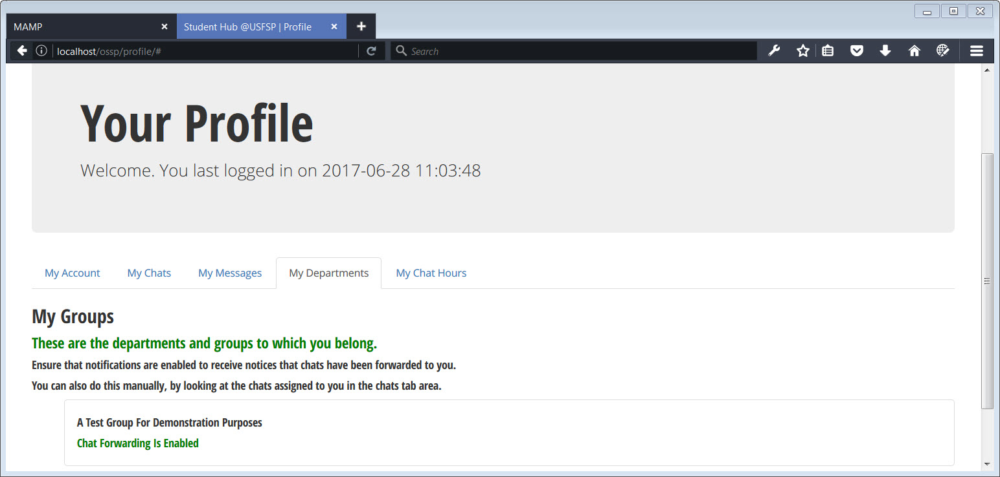 MAMP
Student Hub @USFSP | Profile
localhost/ossp/profile/#
Search
Your Profile
Welcome. You last logged in on 2017-06-28 11:03:48
My Account
My Chats
My Messages
My Departments
My Chat Hours
My Groups
These are the departments and groups to which you belong.
Ensure that notifications are enabled to receive notices that chats have been forwarded to you.
You can also do this manually, by looking at the chats assigned to you in the chats tab area.
A Test Group For Demonstration Purposes
Chat Forwarding Is Enabled